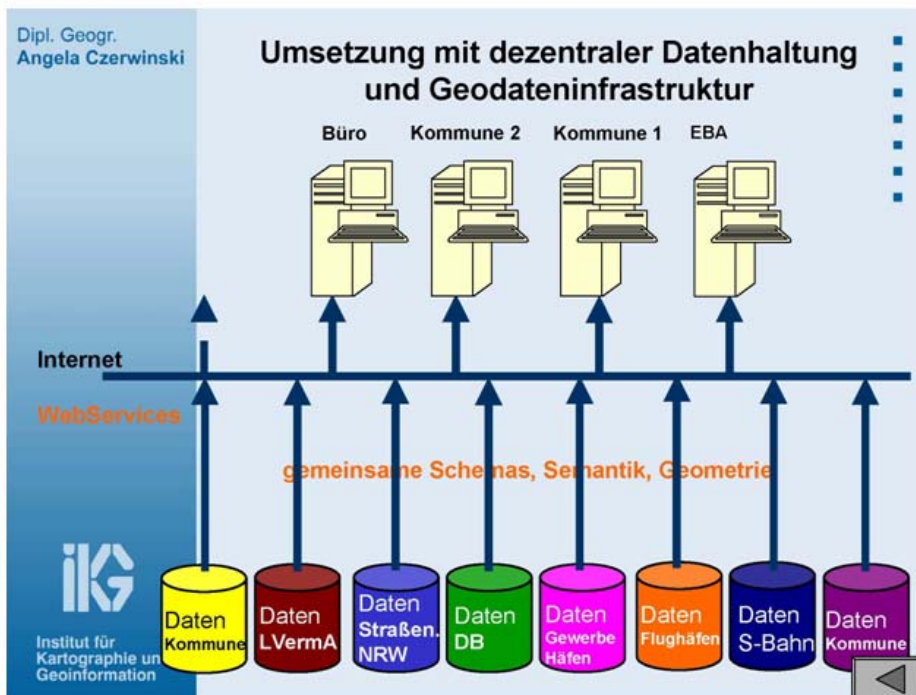 Dipl. Geogr.
Angela Czerwinski
Umsetzung mit dezentraler Datenhaltung
und Geodateninfrastruktur
Büro
Kommune 2
Kommune 1
EBA
Internet
WebServices
gemeinsame Schemas, Semantik, Geometrie
ikG
Institut für
Kartographie un
Geoinformation
Daten
Kommune
Daten
LVermA
Daten
Straßen.
NRW
Daten
DB
Daten
Gewerbe
Häfen
Daten
Flughäfen
Daten
S-Bahn
Daten
Kommune